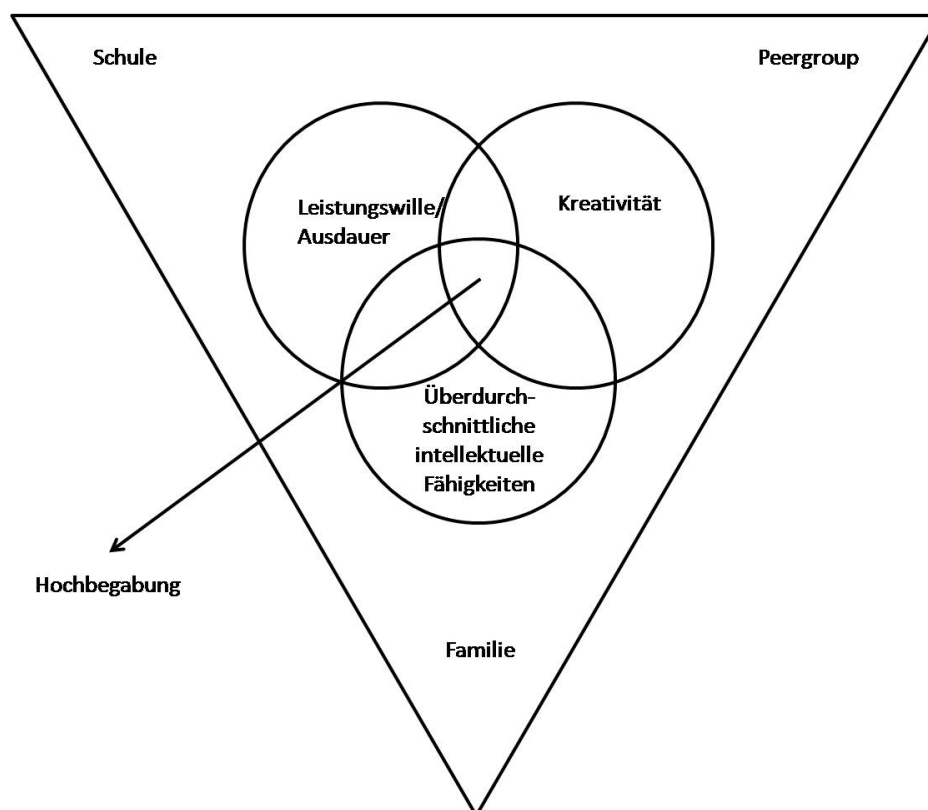 Schule
Peergroup
Leistungswille/
Ausdauer
Kreativität
Überdurch-
schnittliche
intellektuelle
Fähigkeiten
Hochbegabung
Familie